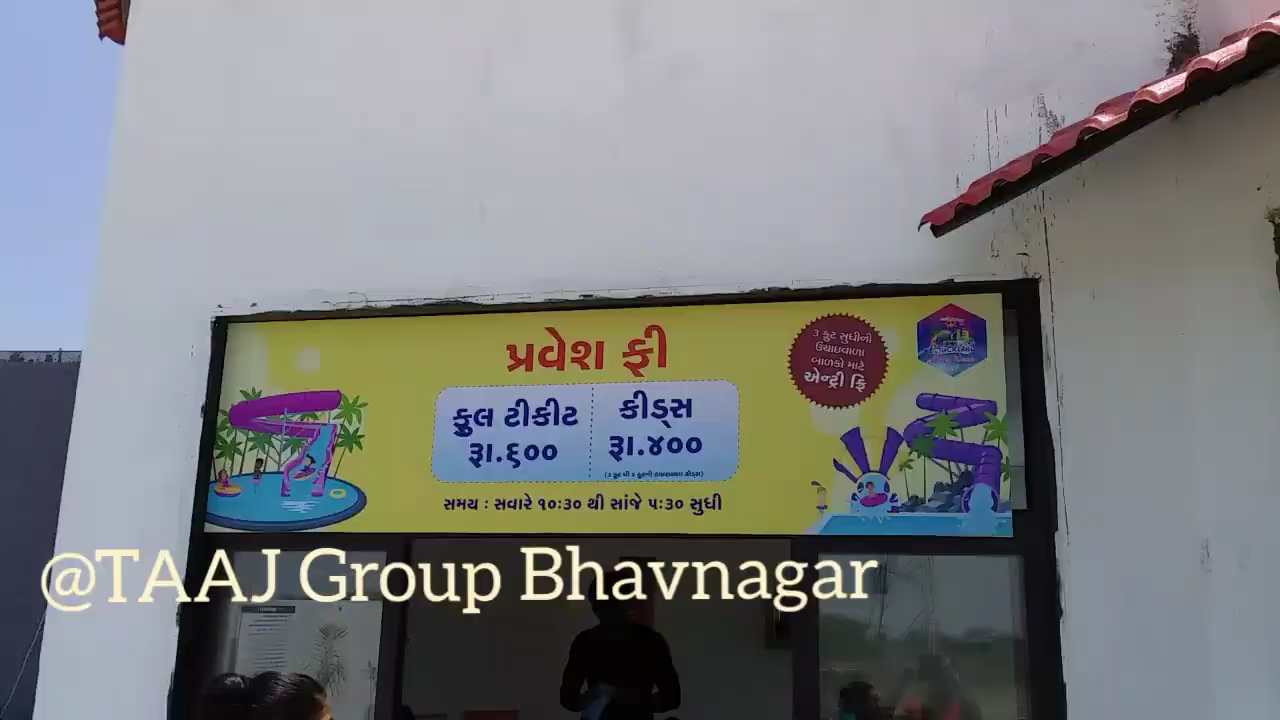 પ્રવેશ ફી
ફુલ ટીકીટ
રૂા.૬૦૦
કીડ્સ
રૂા.૪૦૦
સમય : સવારે ૧૦:૩૦ થી સાંજે ૫:૩૦ સુધી
૩ ફુટ સુધીની
ઉંચાઇવાળા
બાળકો માટે
એન્ટ્રી ફ્રિ
@TAAJ Group Bhavnagar